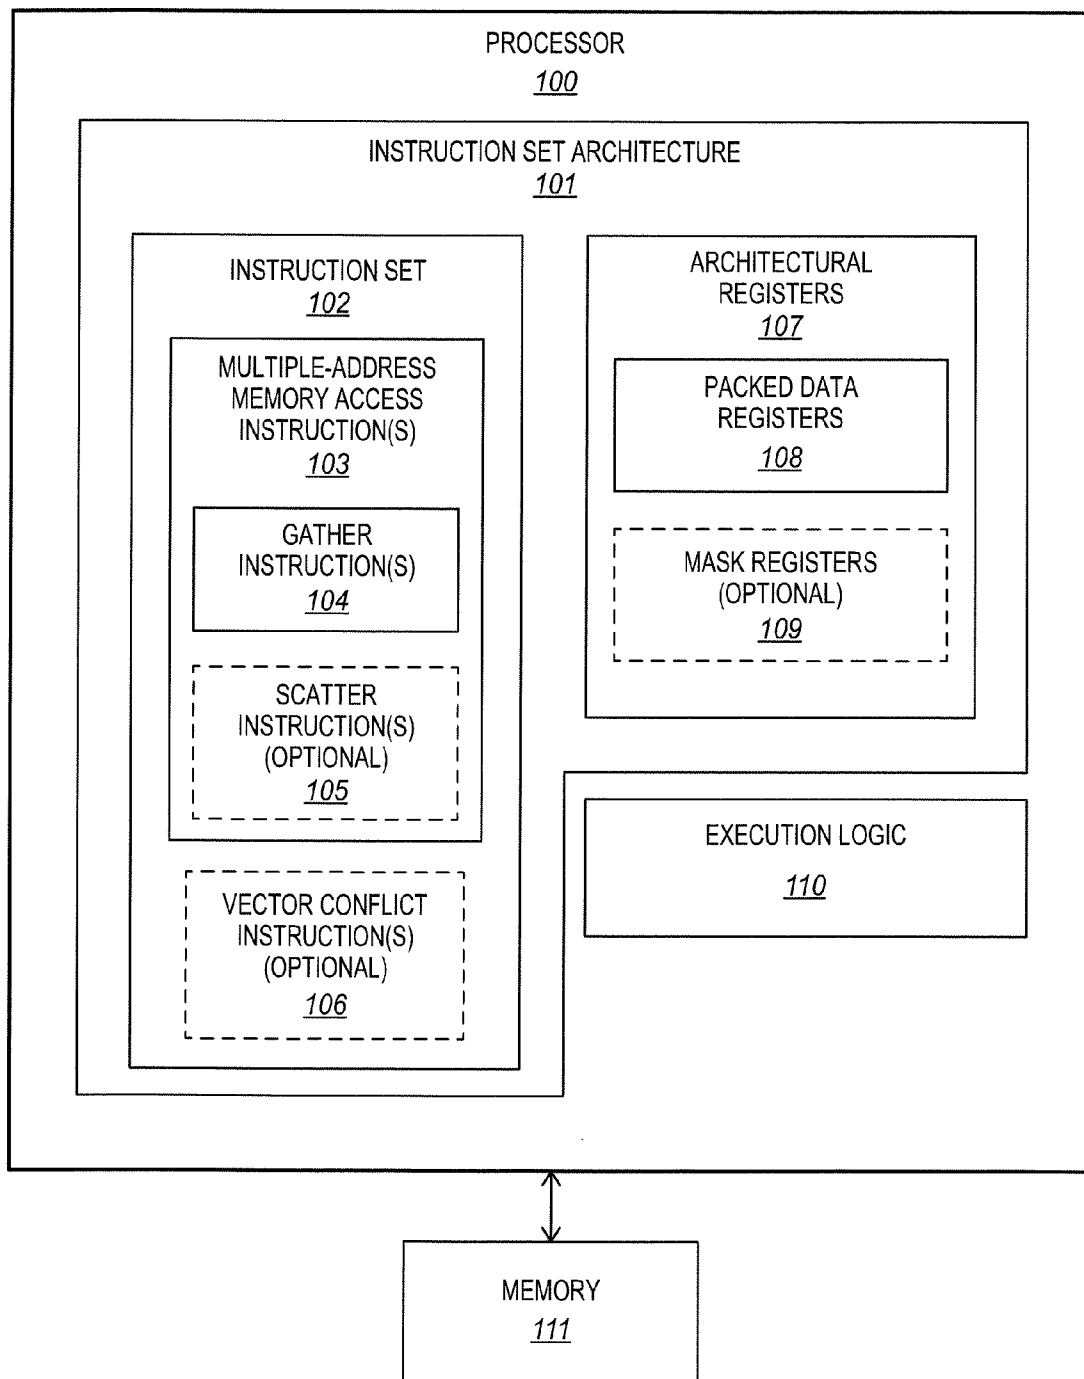 PROCESSOR
100
INSTRUCTION SET ARCHITECTURE
101
INSTRUCTION SET
102
MULTIPLE-ADDRESS
MEMORY ACCESS
INSTRUCTION(S)
103
GATHER
INSTRUCTION(S)
104
SCATTER
INSTRUCTION(S)
(OPTIONAL)
105
VECTOR CONFLICT
INSTRUCTION(S)
(OPTIONAL)
106
ARCHITECTURAL
REGISTERS
107
PACKED DATA
REGISTERS
108
MASK REGISTERS
(OPTIONAL)
109
EXECUTION LOGIC
110
MEMORY
111